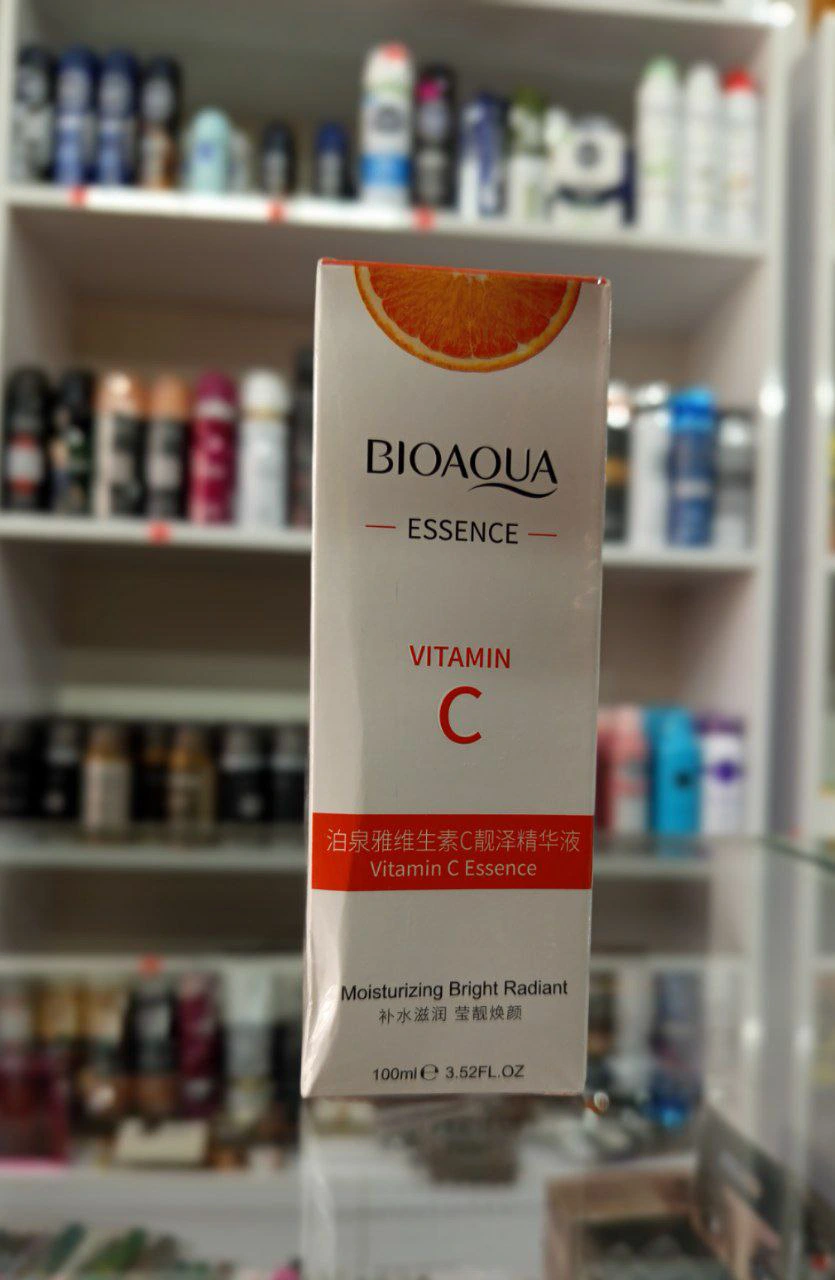 BIOAQUA
ESSENCE
VITAMIN
C
泊泉雅维生素C靓泽精华液
Vitamin C Essence
Moisturizing Bright Radiant
补水滋润 莹靓焕颜
100ml℮ 3.52FL.OZ